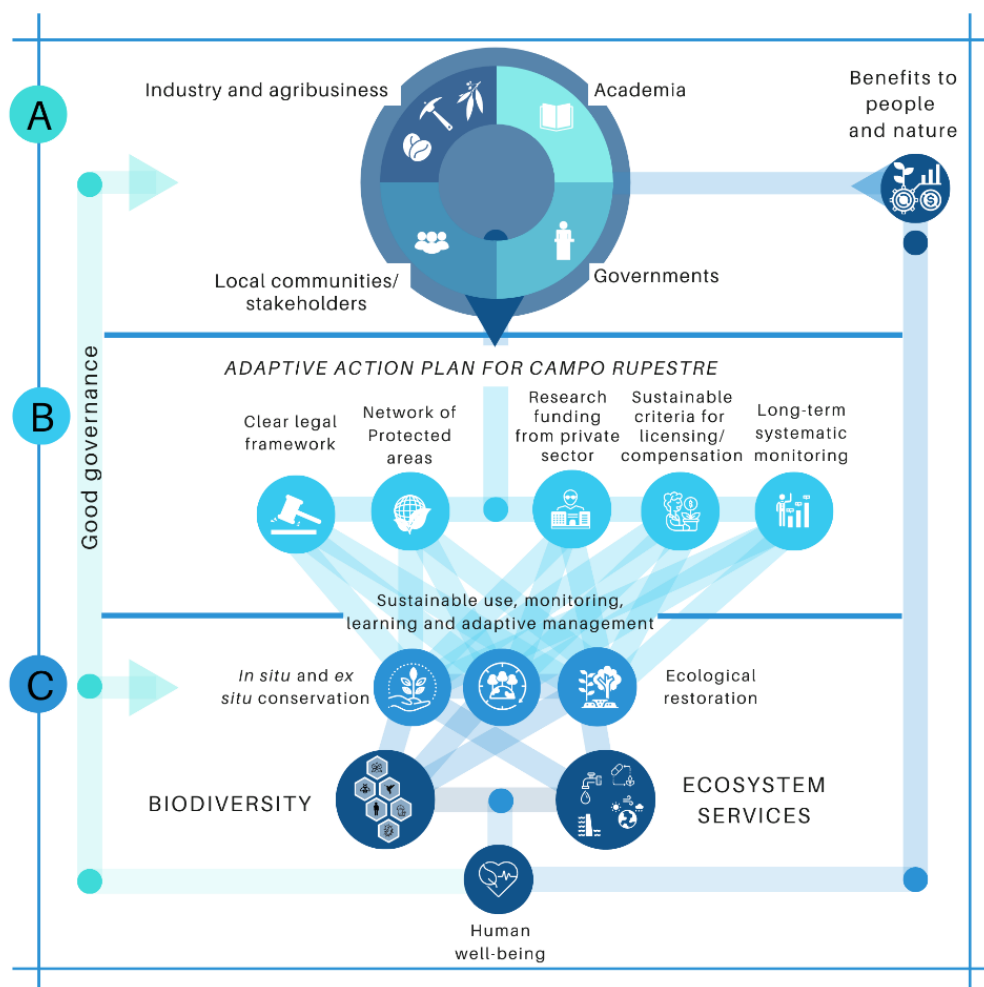 A
Industry and agribusiness
Academia
Benefits to
people
and nature
Local communities/
stakeholders
Governments
Good governance
B
ADAPTIVE ACTION PLAN FOR CAMPO RUPESTRE
Clear legal
framework
Network of
Protected
areas
Research
funding
from private
sector
Sustainable
criteria for
licensing/
compensation
Long-term
systematic
monitoring
Sustainable use, monitoring,
learning and adaptive management
C
In situ and ex
situ conservation
Ecological
restoration
BIODIVERSITY
ECOSYSTEM
SERVICES
Human
well-being